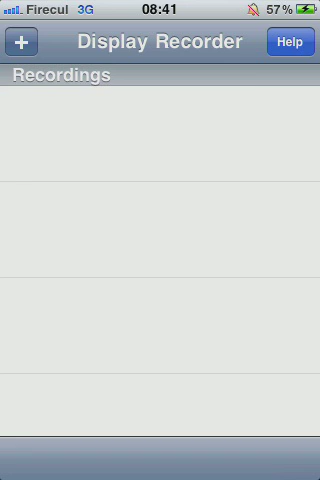 Firecul 3G 08:41 57%
+ Display Recorder Help
Recordings